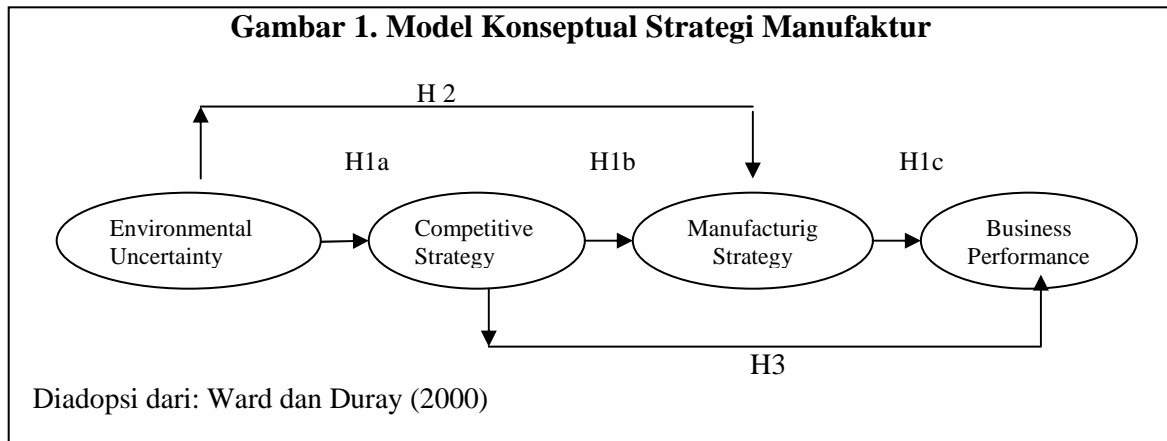 Gambar 1. Model Konseptual Strategi Manufaktur
H 2
H1a
H1b
H1c
Environmental
Uncertainty
Competitive
Strategy
Manufacturig
Strategy
Business
Performance
H3
Diadopsi dari: Ward dan Duray (2000)